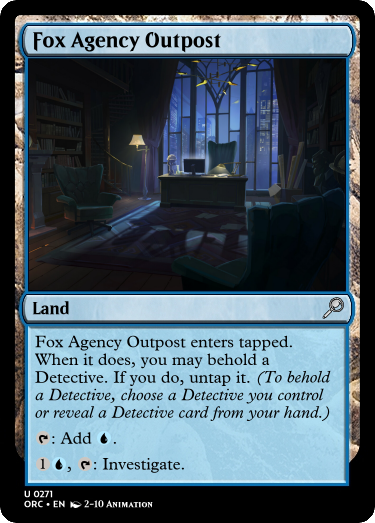 Fox Agency Outpost
Land
Fox Agency Outpost enters tapped.
When it does, you may behold a
Detective. If you do, untap it. (To behold
a Detective, choose a Detective you control
or reveal a Detective card from your hand.)
: Add .
1 , : Investigate.
U 0271
ORC • EN 2-10 Animation